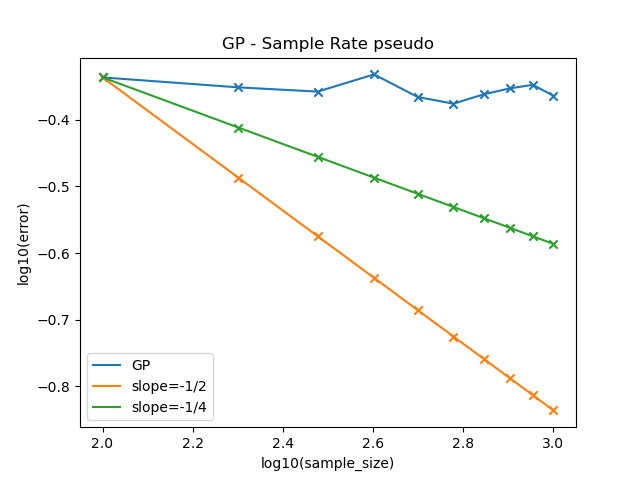 GP - Sample Rate pseudo
log10(error)
−0.4
−0.5
−0.6
−0.7
−0.8
GP
slope=-1/2
slope=-1/4
2.0 2.2 2.4 2.6 2.8 3.0
log10(sample_size)